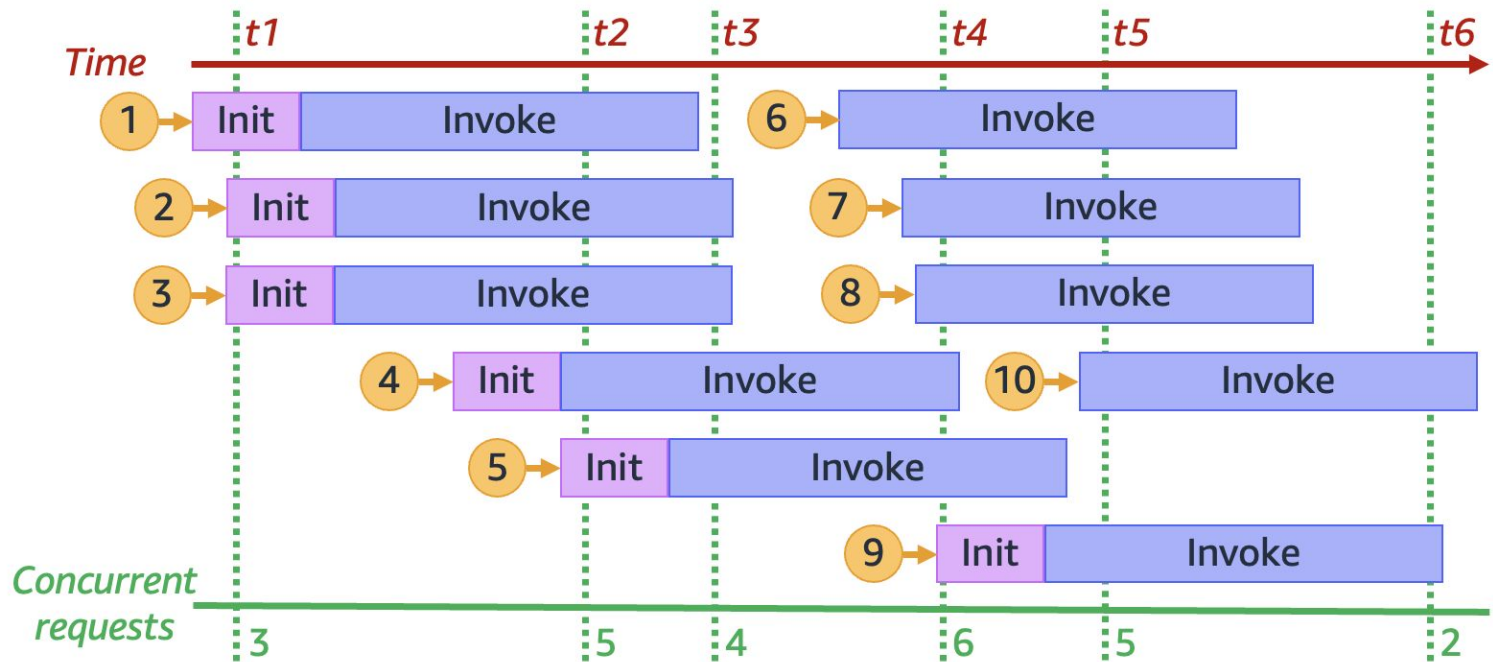 t1 t2 t3 t4 t5 t6
Time
1 Init Invoke 6 Invoke
2 Init Invoke 7 Invoke
3 Init Invoke 8 Invoke
4 Init Invoke 10 Invoke
5 Init Invoke
9 Init Invoke
Concurrent
requests
3 5 4 6 5 2